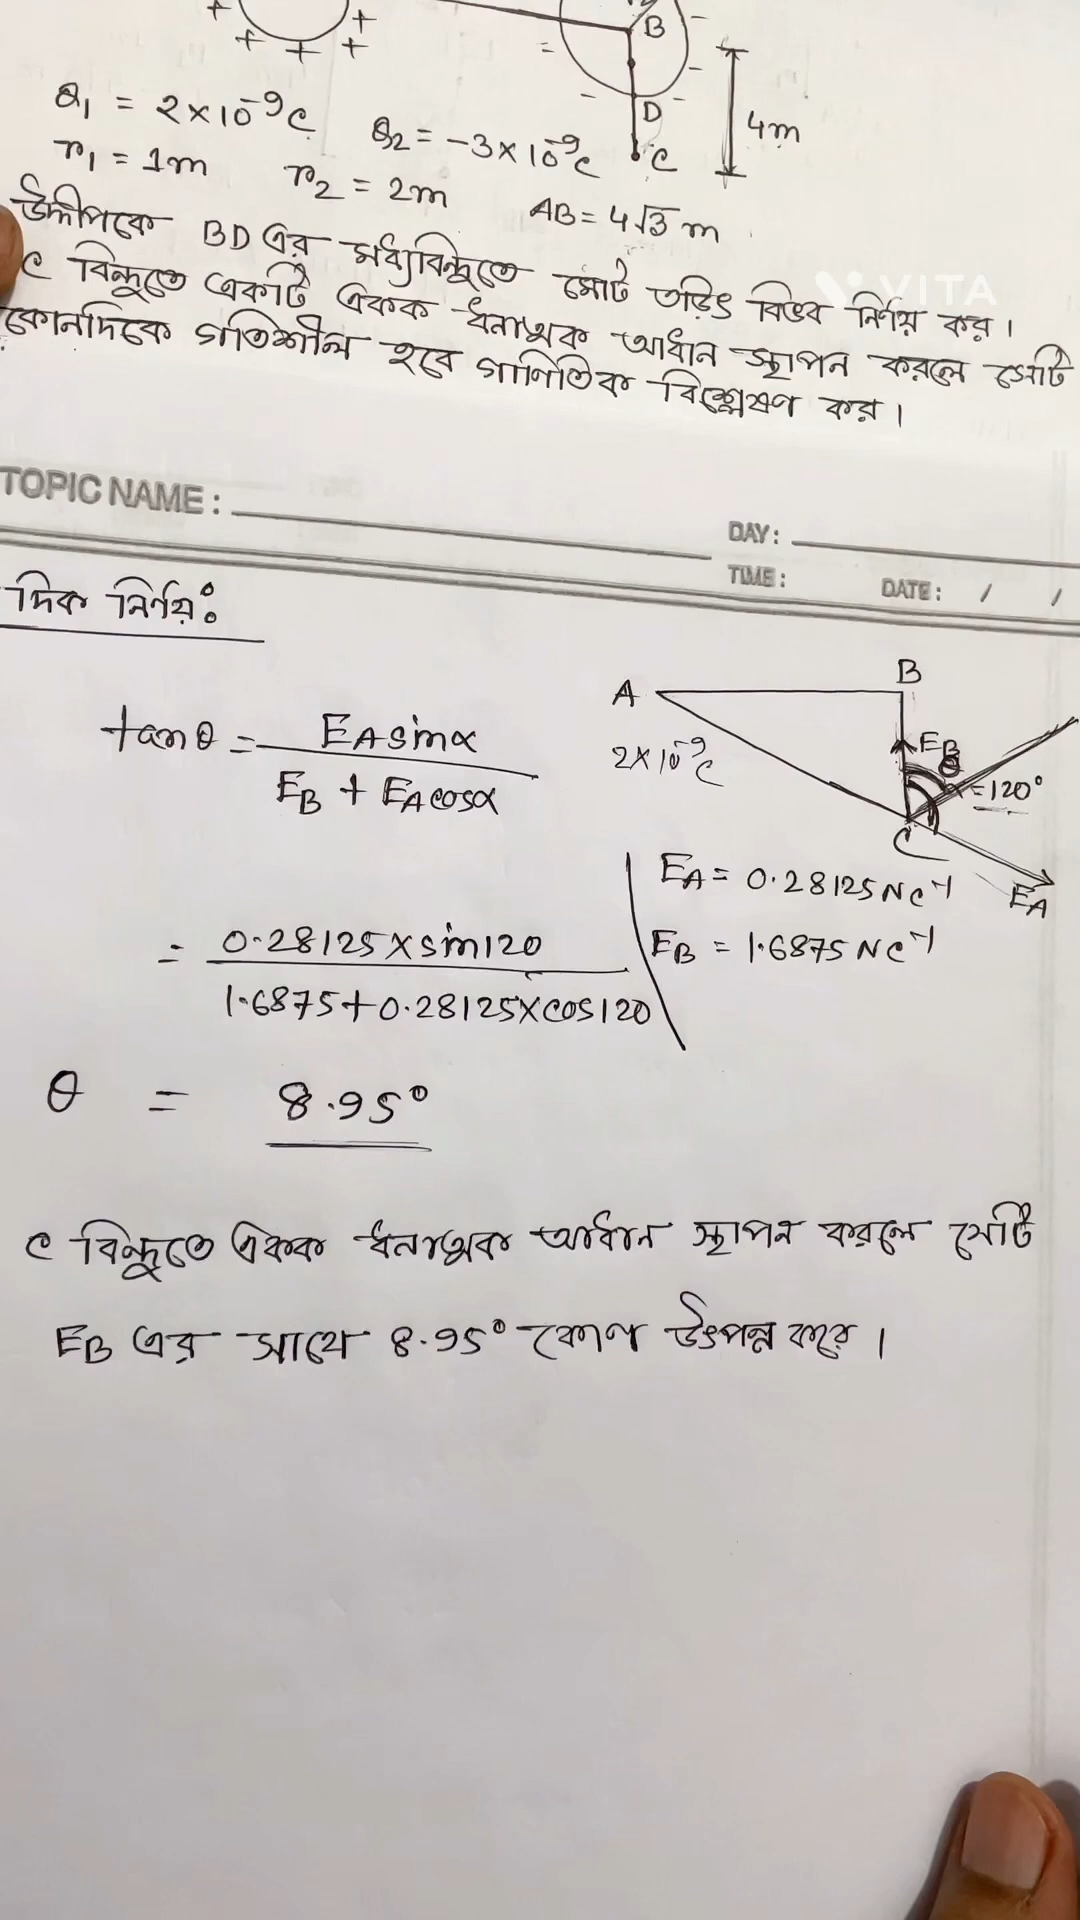 + + + + +
B
- - - - =
D
4m
C
Q₁ = 2×10⁻⁹C Q₂ = -3×10⁻⁹C
r₁ = 1m r₂ = 2m AB = 4√3 m
উদ্দীপকে BD এর মধ্যবিন্দুতে মোট তড়িৎ বিভব নির্ণয় কর।
VITA
C বিন্দুতে একটি একক ধনাত্মক আধান স্থাপন করলে সেটি
কোনদিকে গতিশীল হবে গাণিতিক বিশ্লেষণ কর।
TOPIC NAME :
DAY :
TIME : DATE : / /
দিক নির্ণয়ঃ
A B
tanθ = EA sinα / EB + EA cosα
2×10⁻⁹C
EB
θ
α = 120°
C
EA
EA = 0.28125 NC⁻¹
EB = 1.6875 NC⁻¹
= 0.28125 × sin120 / 1.6875 + 0.28125 × cos120
θ = 8.95°
C বিন্দুতে একক ধনাত্মক আধান স্থাপন করলে সেটি
EB এর সাথে 8.95° কোণ উৎপন্ন করে।